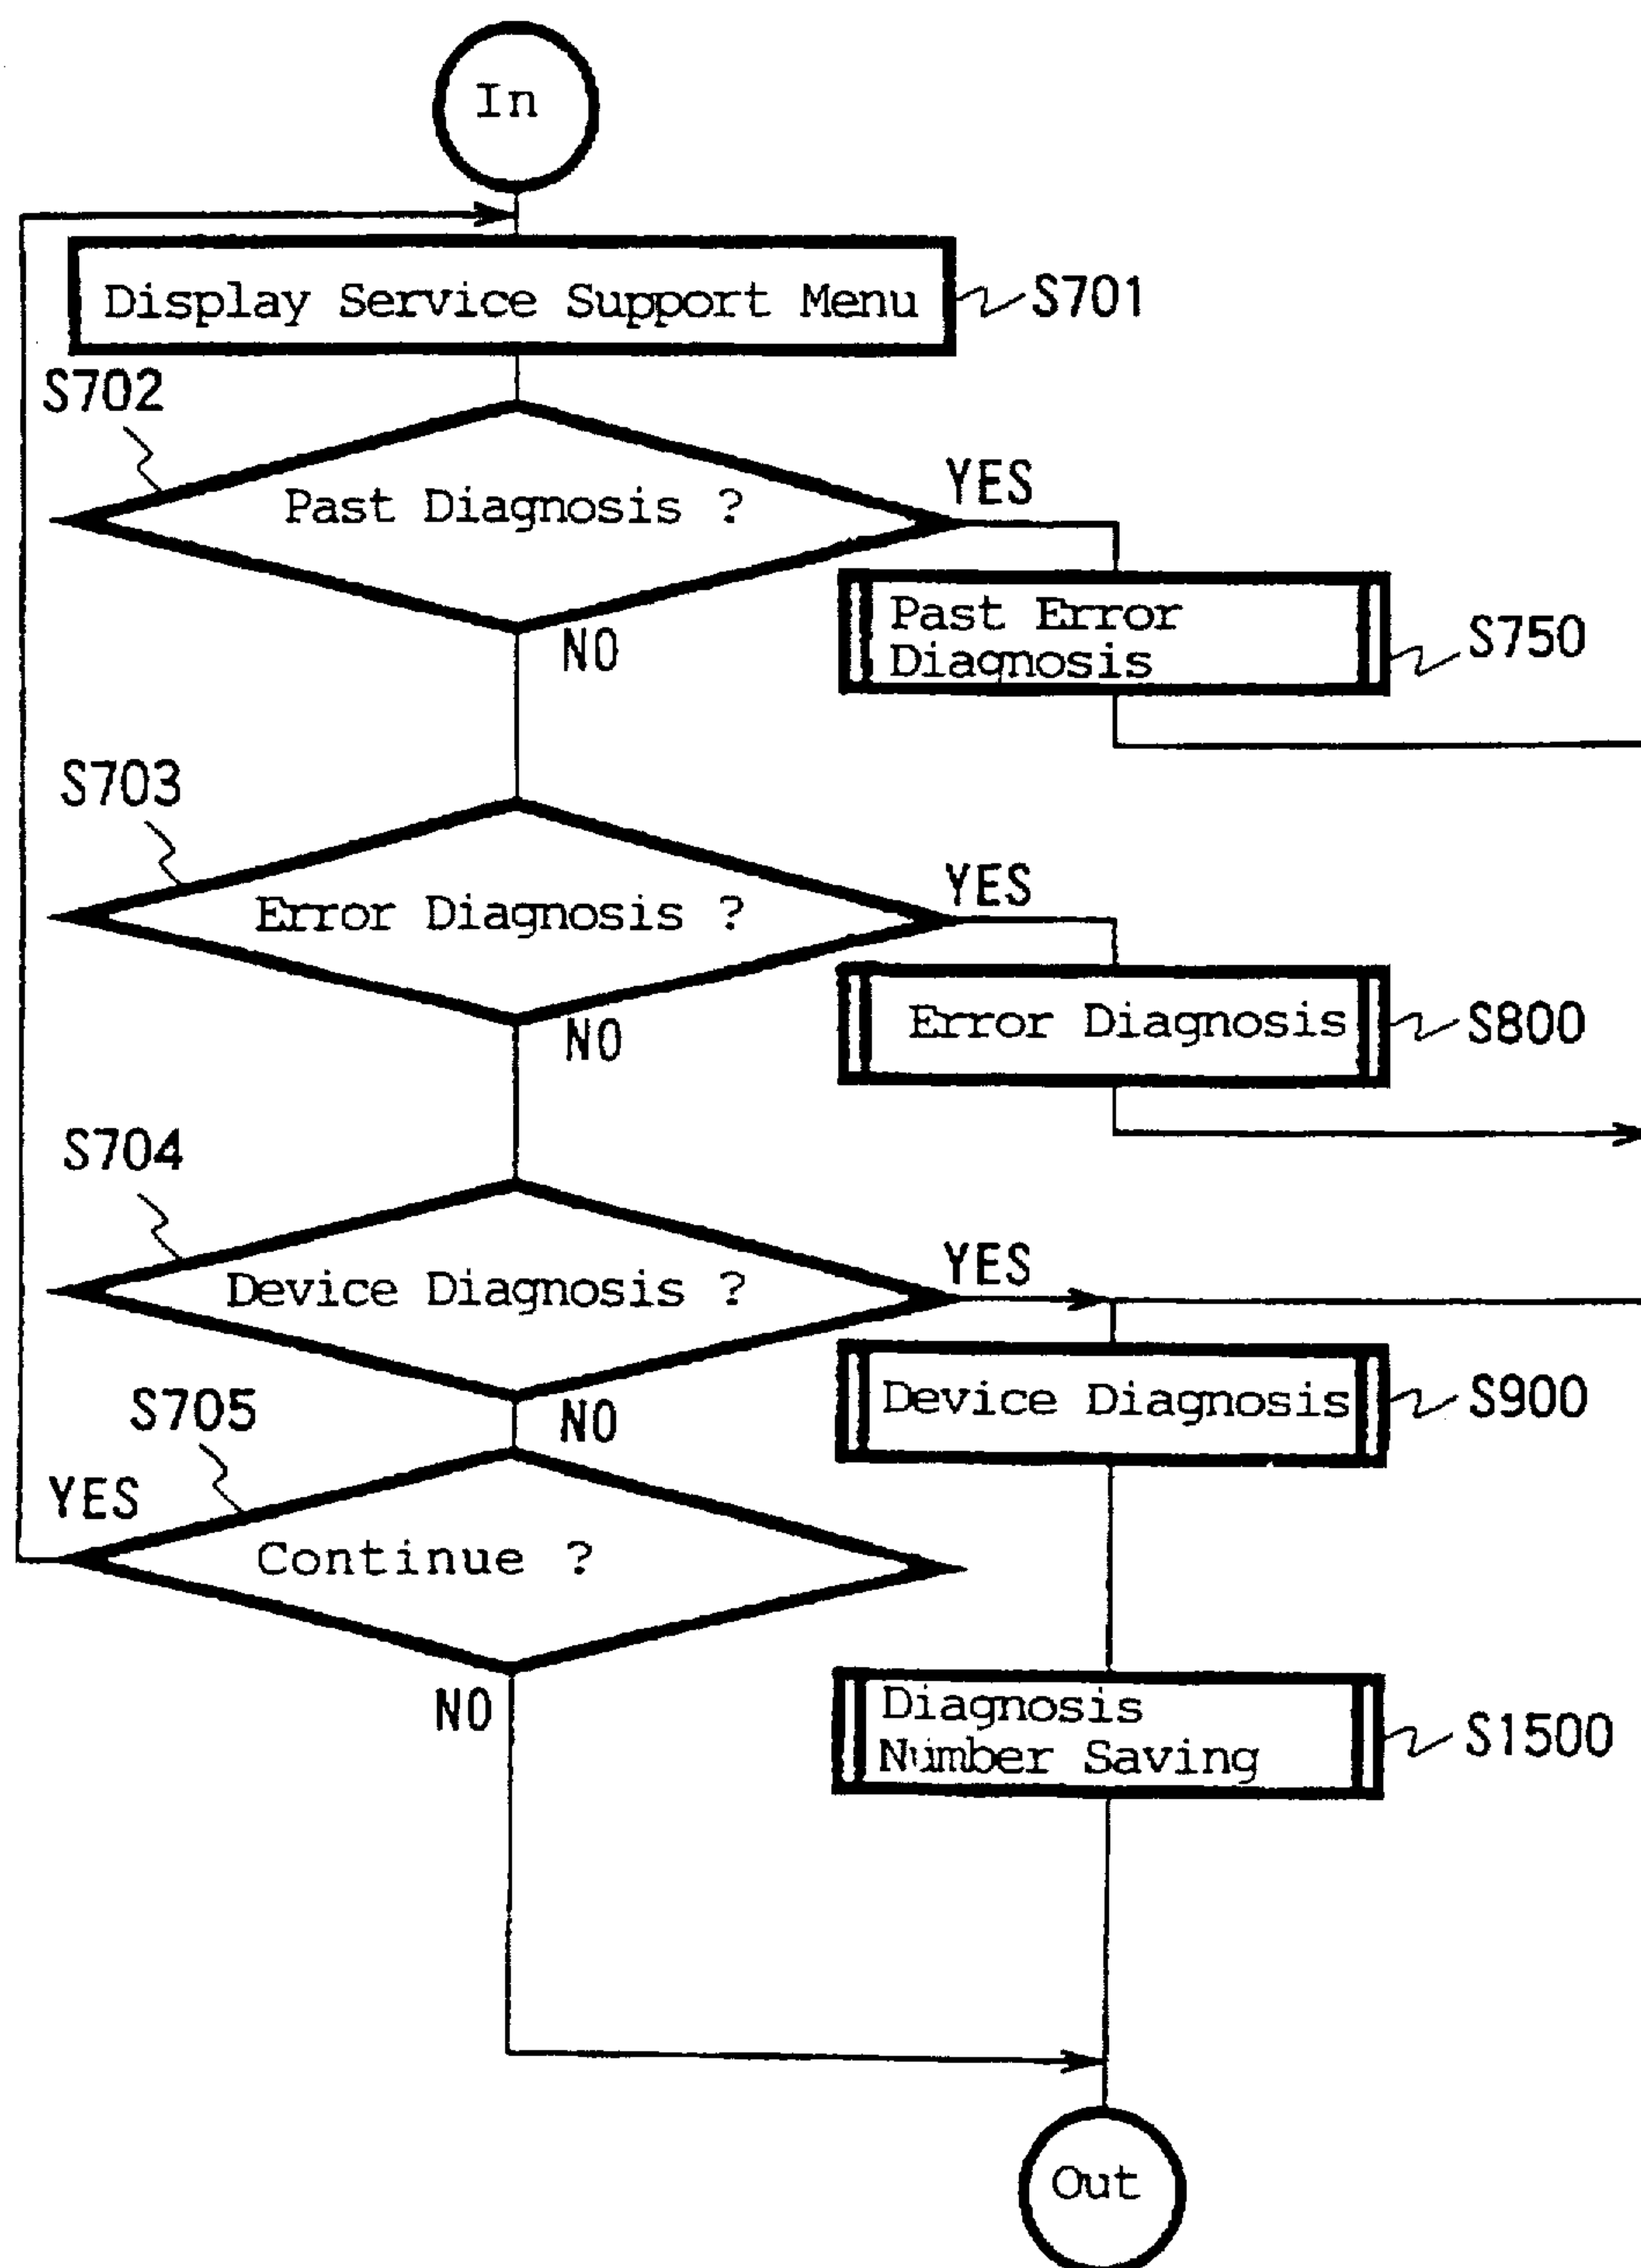 In
Display Service Support Menu
S701
S702
Past Diagnosis ?
YES
NO
Past Error
Diagnosis
S750
S703
Error Diagnosis ?
YES
NO
Error Diagnosis
S800
S704
Device Diagnosis ?
YES
NO
Device Diagnosis
S900
S705
YES
Continue ?
NO
Diagnosis
Number Saving
S1500
Out